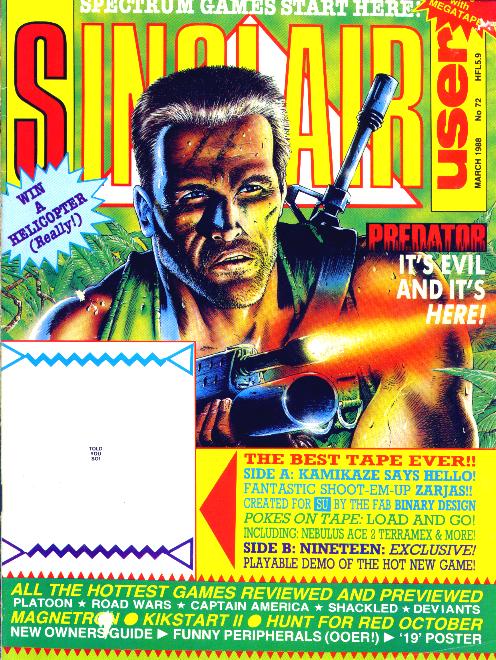 SPECTRUM GAMES START HERE!
with
MEGATAPE
SINCLAIR
user
MARCH 1988 No 72 HFL5.9
WIN
A
HELICOPTER
(Really!)
PREDATOR
IT'S EVIL
AND IT'S
HERE!
TOLD
YOU
SO!
THE BEST TAPE EVER!!
SIDE A: KAMIKAZE SAYS HELLO!
FANTASTIC SHOOT-EM-UP ZARJAS!!
CREATED FOR SU BY THE FAB BINARY DESIGN
POKES ON TAPE: LOAD AND GO!
INCLUDING: NEBULUS ACE 2 TERRAMEX & MORE!
SIDE B: NINETEEN: EXCLUSIVE!
PLAYABLE DEMO OF THE HOT NEW GAME!
ALL THE HOTTEST GAMES REVIEWED AND PREVIEWED
PLATOON ★ ROAD WARS ★ CAPTAIN AMERICA ★ SHACKLED ★ DEVIANTS
MAGNETRON ● KIKSTART II ● HUNT FOR RED OCTOBER
NEW OWNERS GUIDE ▶ FUNNY PERIPHERALS (OOER!) ▶ '19' POSTER